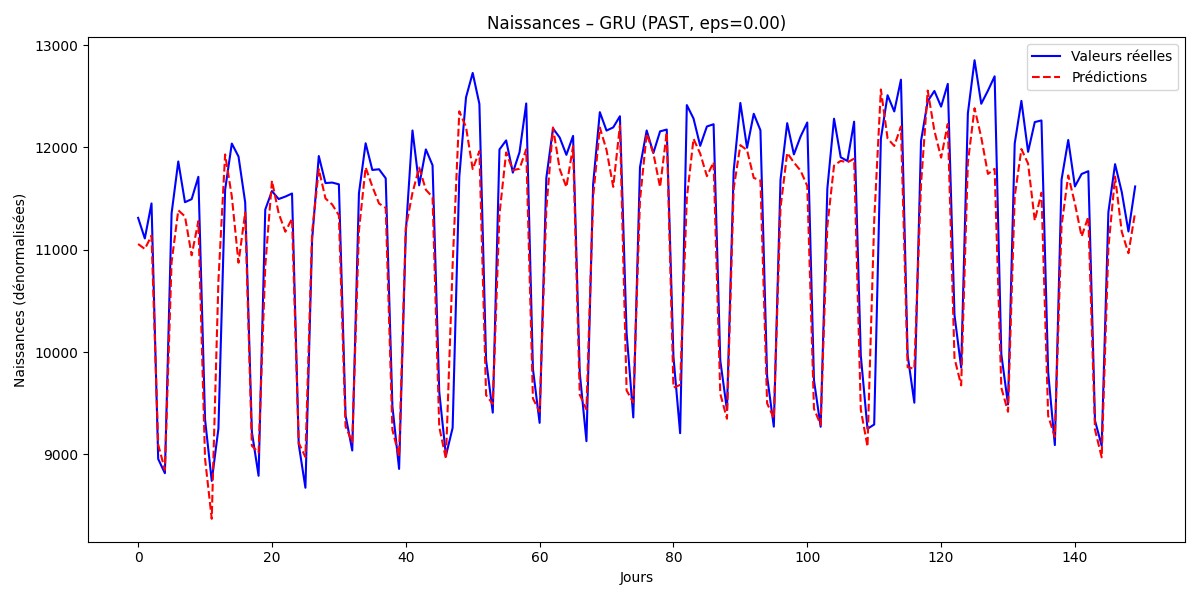 Naissances – GRU (PAST, eps=0.00)
Valeurs réelles
Prédictions
Naissances (dénormalisées)
13000
12000
11000
10000
9000
0 20 40 60 80 100 120 140
Jours